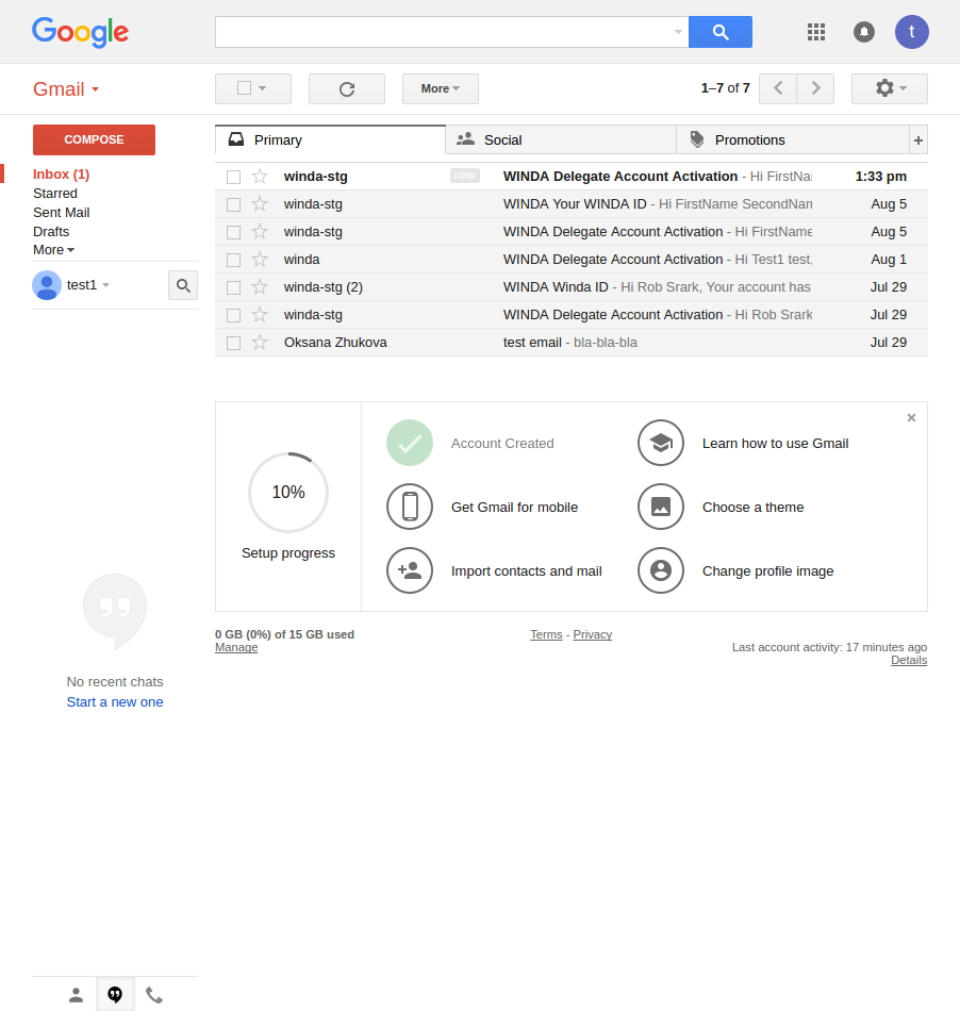 Google
t
Gmail
More
1–7 of 7
COMPOSE
Primary
Social
Promotions
+
Inbox (1)
Starred
Sent Mail
Drafts
More
test1
winda-stg new WINDA Delegate Account Activation - Hi FirstNa 1:33 pm
winda-stg WINDA Your WINDA ID - Hi FirstName SecondNam Aug 5
winda-stg WINDA Delegate Account Activation - Hi FirstName Aug 5
winda WINDA Delegate Account Activation - Hi Test1 test, Aug 1
winda-stg (2) WINDA Winda ID - Hi Rob Srark, Your account has Jul 29
winda-stg WINDA Delegate Account Activation - Hi Rob Srark Jul 29
Oksana Zhukova test email - bla-bla-bla Jul 29
10%
Setup progress
Account Created
Learn how to use Gmail
Get Gmail for mobile
Choose a theme
Import contacts and mail
Change profile image
0 GB (0%) of 15 GB used
Manage
Terms - Privacy
Last account activity: 17 minutes ago
Details
No recent chats
Start a new one